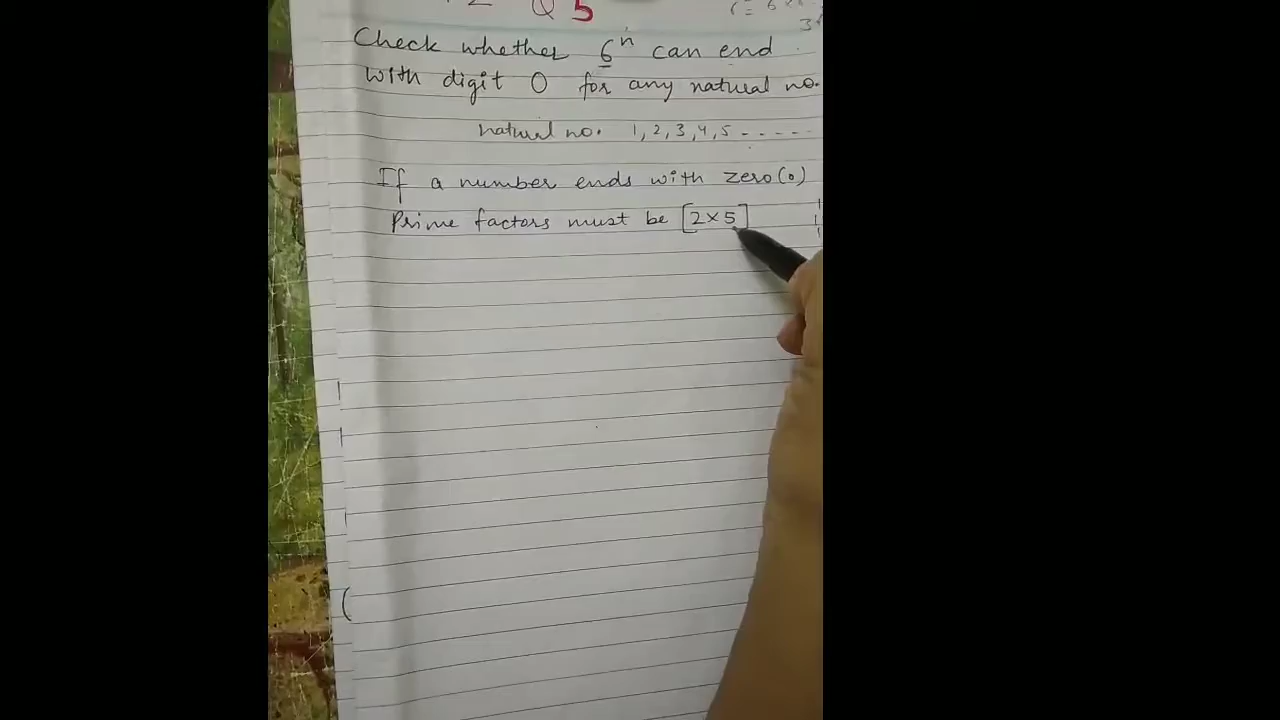 Q 5
Check whether 6ⁿ can end
with digit 0 for any natural no.
natural no. 1, 2, 3, 4, 5 - - - - -
If a number ends with zero (0)
Prime factors must be [2×5]